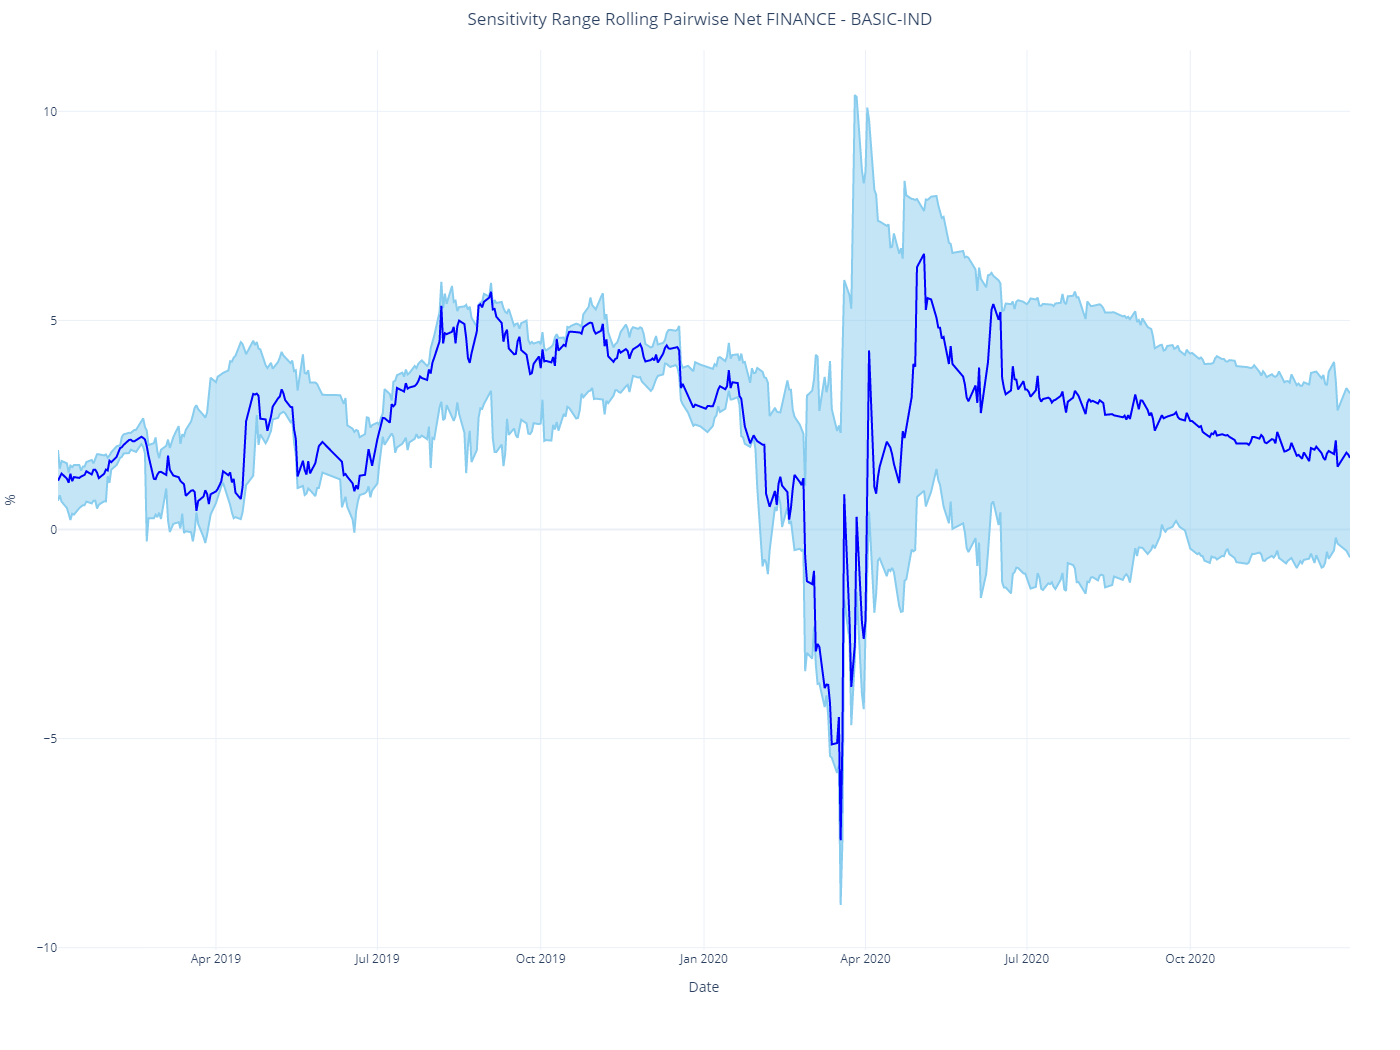 Sensitivity Range Rolling Pairwise Net FINANCE - BASIC-IND
10
5
0
−5
−10
%
Apr 2019
Jul 2019
Oct 2019
Jan 2020
Apr 2020
Jul 2020
Oct 2020
Date